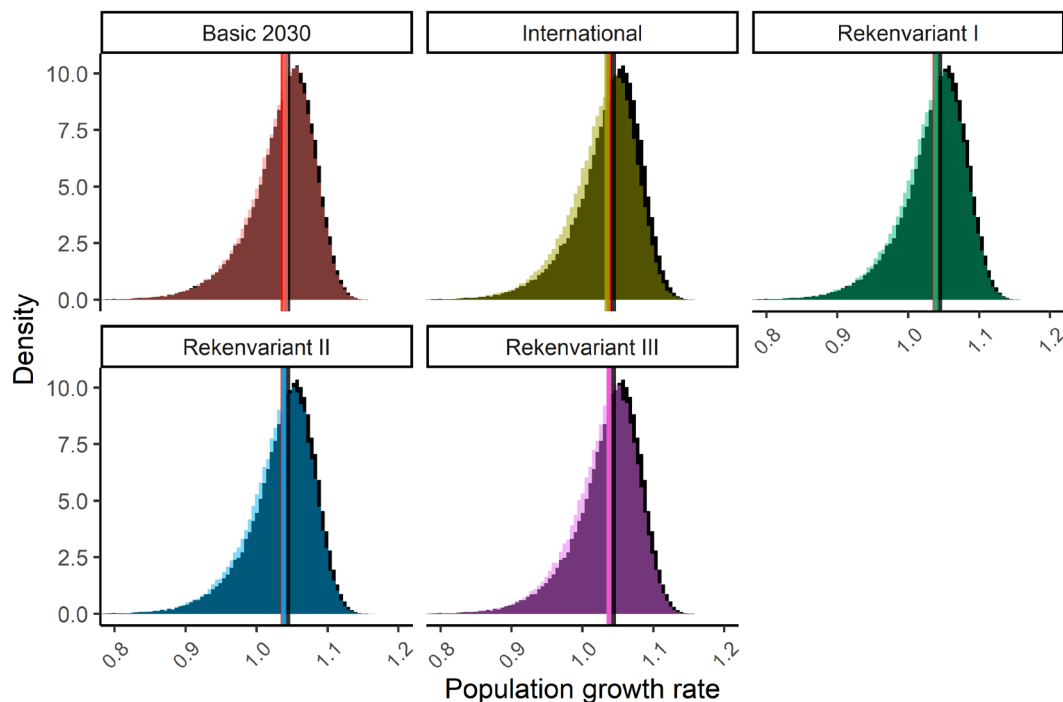 Basic 2030
International
Rekenvariant I
10.0
7.5
5.0
2.5
0.0
0.8 0.9 1.0 1.1 1.2
Rekenvariant II
Rekenvariant III
10.0
7.5
5.0
2.5
0.0
0.8 0.9 1.0 1.1 1.2
0.8 0.9 1.0 1.1 1.2
Density
Population growth rate